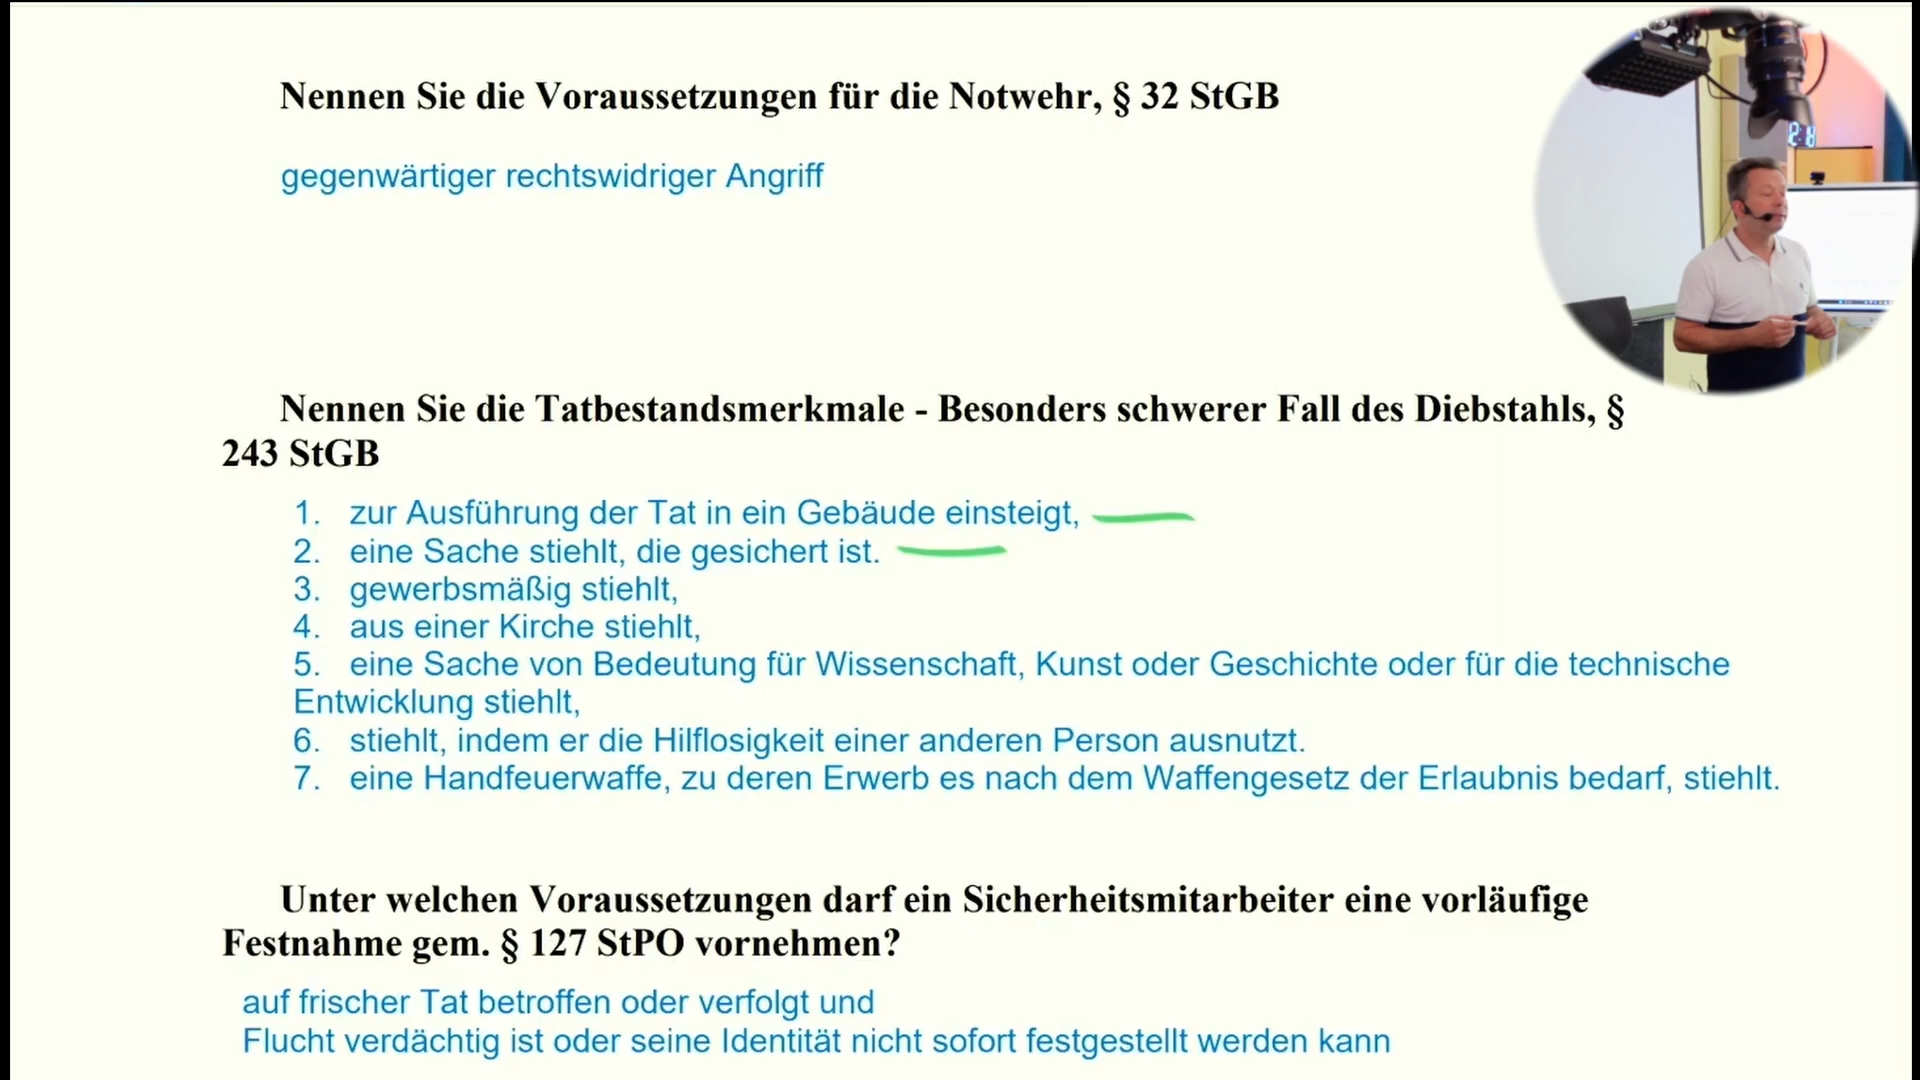 Nennen Sie die Voraussetzungen für die Notwehr, § 32 StGB
gegenwärtiger rechtswidriger Angriff
Nennen Sie die Tatbestandsmerkmale - Besonders schwerer Fall des Diebstahls, §
243 StGB
1. zur Ausführung der Tat in ein Gebäude einsteigt,
2. eine Sache stiehlt, die gesichert ist.
3. gewerbsmäßig stiehlt,
4. aus einer Kirche stiehlt,
5. eine Sache von Bedeutung für Wissenschaft, Kunst oder Geschichte oder für die technische
Entwicklung stiehlt,
6. stiehlt, indem er die Hilflosigkeit einer anderen Person ausnutzt.
7. eine Handfeuerwaffe, zu deren Erwerb es nach dem Waffengesetz der Erlaubnis bedarf, stiehlt.
Unter welchen Voraussetzungen darf ein Sicherheitsmitarbeiter eine vorläufige
Festnahme gem. § 127 StPO vornehmen?
auf frischer Tat betroffen oder verfolgt und
Flucht verdächtig ist oder seine Identität nicht sofort festgestellt werden kann